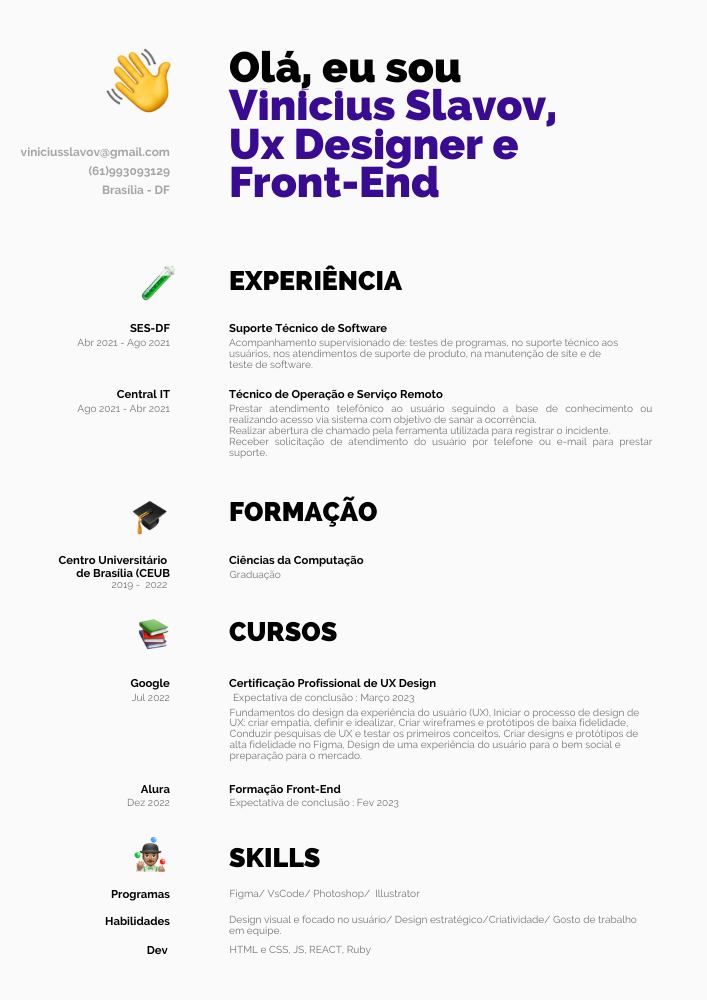 Olá, eu sou
Vinicius Slavov,
Ux Designer e
Front-End
viniciusslavov@gmail.com
(61)993093129
Brasília - DF
EXPERIÊNCIA
SES-DF
Abr 2021 - Ago 2021
Suporte Técnico de Software
Acompanhamento supervisionado de: testes de programas, no suporte técnico aos
usuários, nos atendimentos de suporte de produto, na manutenção de site e de
teste de software.
Central IT
Ago 2021 - Abr 2021
Técnico de Operação e Serviço Remoto
Prestar atendimento telefônico ao usuário seguindo a base de conhecimento ou
realizando acesso via sistema com objetivo de sanar a ocorrência.
Realizar abertura de chamado pela ferramenta utilizada para registrar o incidente.
Receber solicitação de atendimento do usuário por telefone ou e-mail para prestar
suporte.
FORMAÇÃO
Centro Universitário
de Brasília (CEUB
2019 - 2022
Ciências da Computação
Graduação
CURSOS
Google
Jul 2022
Certificação Profissional de UX Design
Expectativa de conclusão : Março 2023
Fundamentos do design da experiência do usuário (UX), Iniciar o processo de design de
UX: criar empatia, definir e idealizar, Criar wireframes e protótipos de baixa fidelidade,
Conduzir pesquisas de UX e testar os primeiros conceitos, Criar designs e protótipos de
alta fidelidade no Figma, Design de uma experiência do usuário para o bem social e
preparação para o mercado.
Alura
Dez 2022
Formação Front-End
Expectativa de conclusão : Fev 2023
SKILLS
Programas
Figma/ VsCode/ Photoshop/ Illustrator
Habilidades
Design visual e focado no usuário/ Design estratégico/Criatividade/ Gosto de trabalho
em equipe.
Dev
HTML e CSS, JS, REACT, Ruby